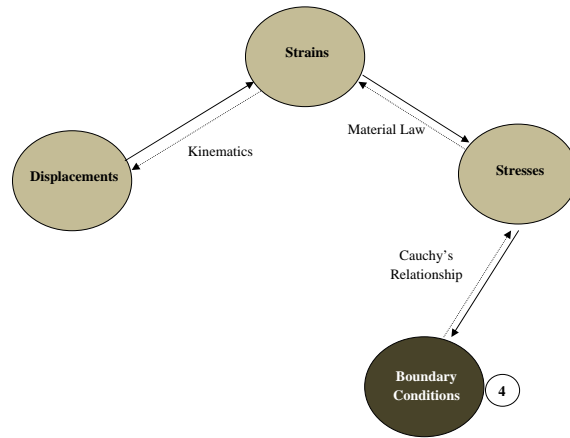 Strains
Material Law
Kinematics
Displacements
Stresses
Cauchy's
Relationship
Boundary
Conditions
4